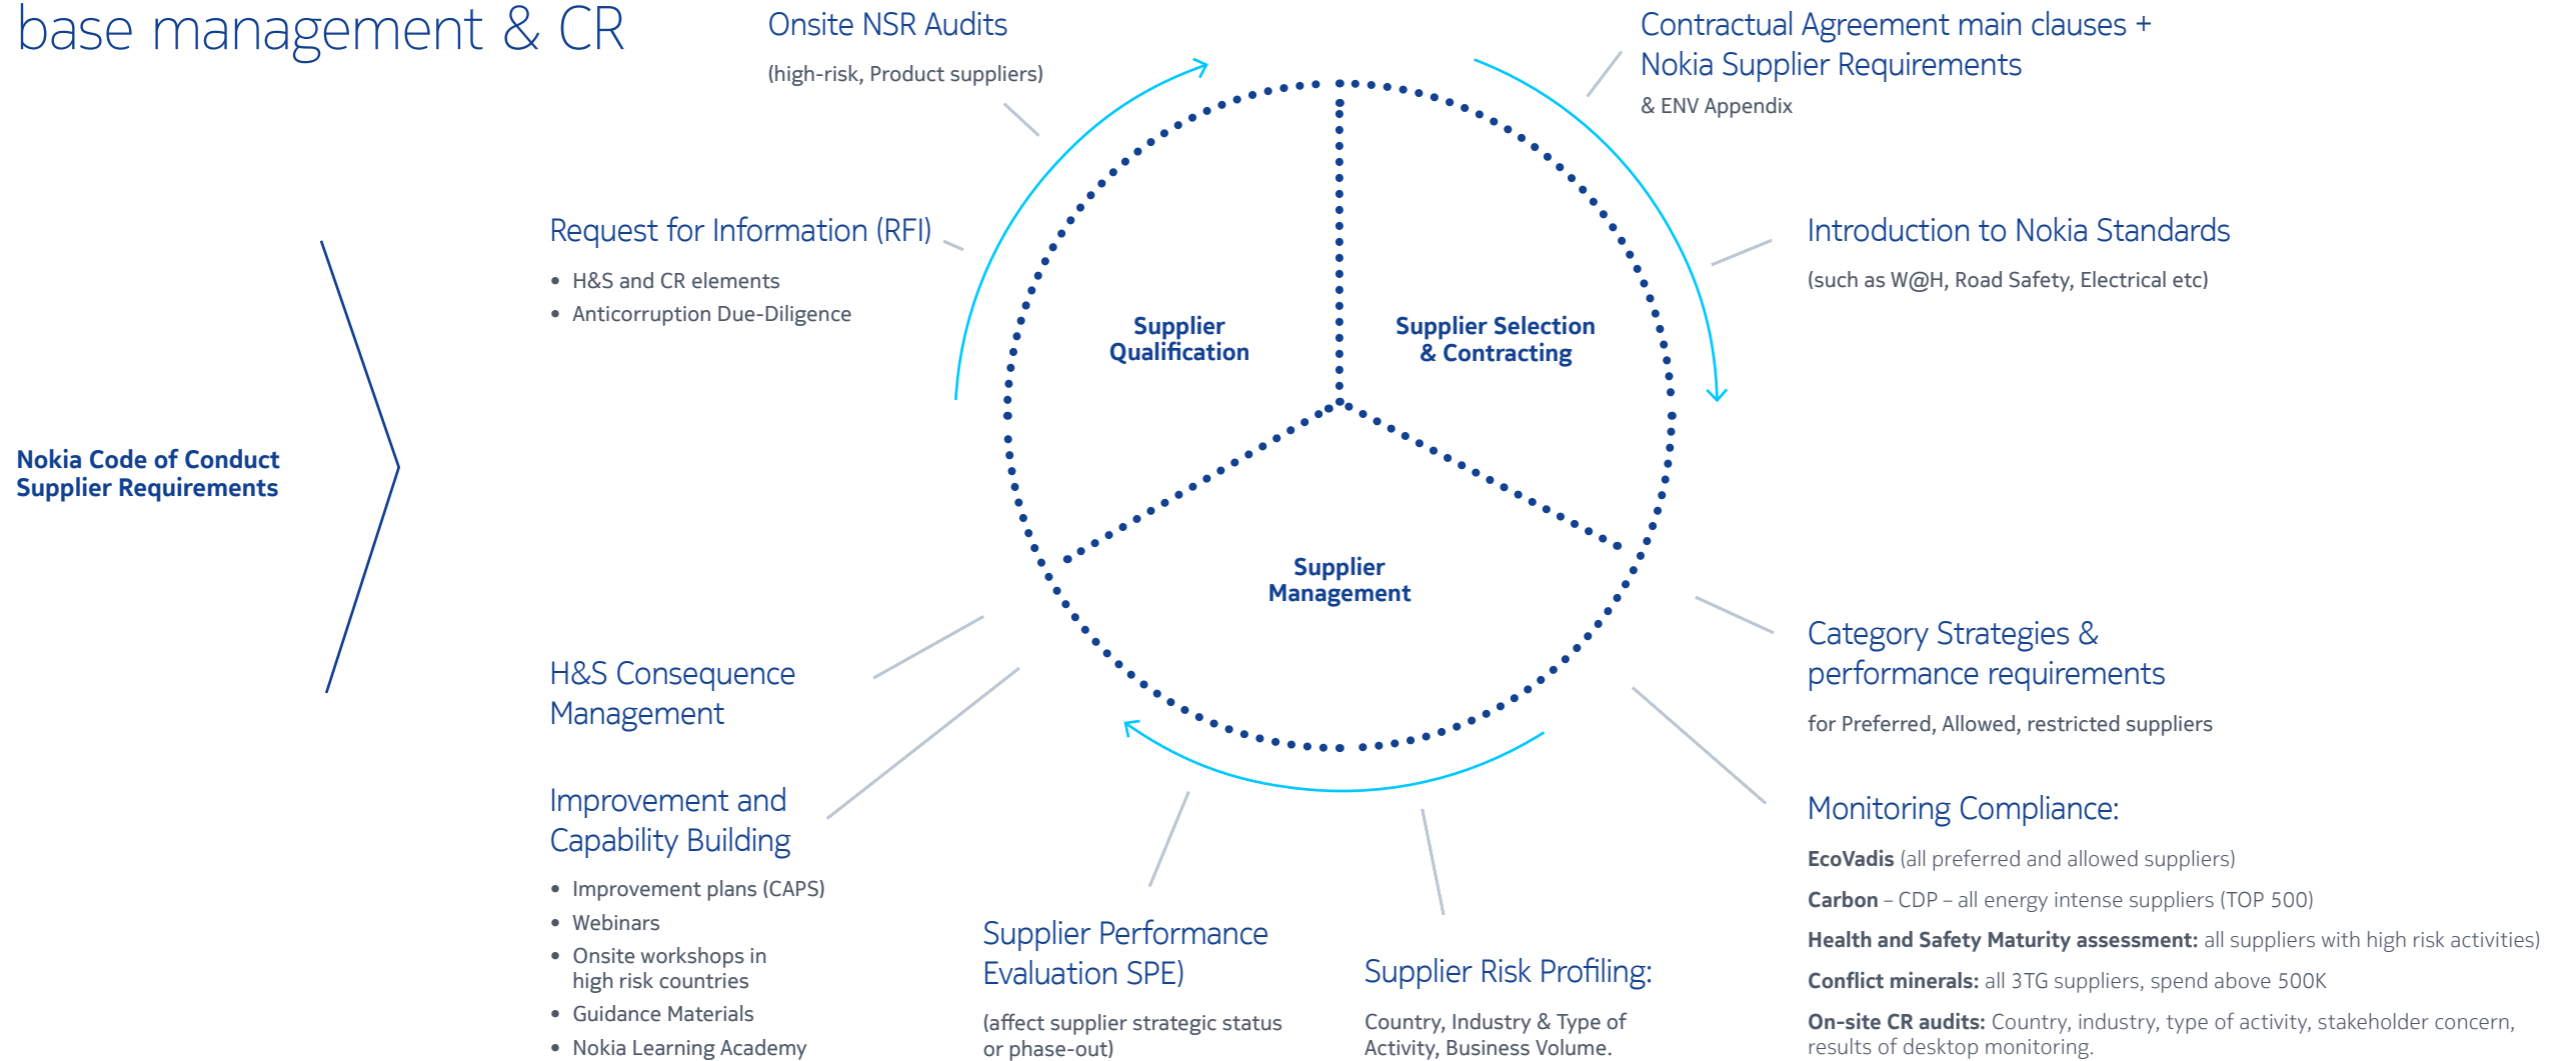 base management & CR
Nokia Code of Conduct
Supplier Requirements
Onsite NSR Audits
(high-risk, Product suppliers)
Request for Information (RFI)
• H&S and CR elements
• Anticorruption Due-Diligence
Supplier
Qualification
Supplier Selection
& Contracting
Supplier
Management
Contractual Agreement main clauses +
Nokia Supplier Requirements
& ENV Appendix
Introduction to Nokia Standards
(such as W@H, Road Safety, Electrical etc)
Category Strategies &
performance requirements
for Preferred, Allowed, restricted suppliers
Monitoring Compliance:
EcoVadis (all preferred and allowed suppliers)
Carbon – CDP – all energy intense suppliers (TOP 500)
Health and Safety Maturity assessment: all suppliers with high risk activities)
Conflict minerals: all 3TG suppliers, spend above 500K
On-site CR audits: Country, industry, type of activity, stakeholder concern,
results of desktop monitoring.
Supplier Risk Profiling:
Country, Industry & Type of
Activity, Business Volume.
Supplier Performance
Evaluation SPE)
(affect supplier strategic status
or phase-out)
H&S Consequence
Management
Improvement and
Capability Building
• Improvement plans (CAPS)
• Webinars
• Onsite workshops in
high risk countries
• Guidance Materials
• Nokia Learning Academy